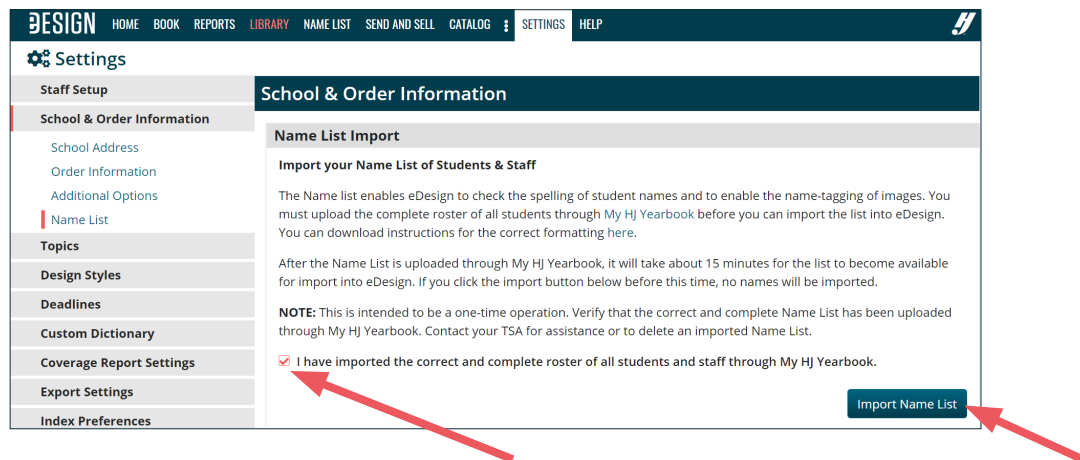 eDESIGN HOME BOOK REPORTS LIBRARY NAME LIST SEND AND SELL CATALOG SETTINGS HELP HJ
Settings
Staff Setup
School & Order Information
School Address
Order Information
Additional Options
Name List
Topics
Design Styles
Deadlines
Custom Dictionary
Coverage Report Settings
Export Settings
Index Preferences
School & Order Information
Name List Import
Import your Name List of Students & Staff
The Name list enables eDesign to check the spelling of student names and to enable the name-tagging of images. You
must upload the complete roster of all students through My HJ Yearbook before you can import the list into eDesign.
You can download instructions for the correct formatting here.
After the Name List is uploaded through My HJ Yearbook, it will take about 15 minutes for the list to become available
for import into eDesign. If you click the import button below before this time, no names will be imported.
NOTE: This is intended to be a one-time operation. Verify that the correct and complete Name List has been uploaded
through My HJ Yearbook. Contact your TSA for assistance or to delete an imported Name List.
I have imported the correct and complete roster of all students and staff through My HJ Yearbook.
Import Name List